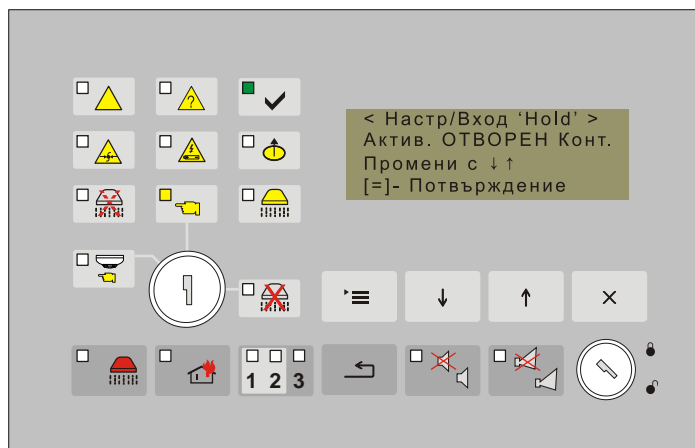 < Настр/Вход ‘Hold’ >
Актив. ОТВОРЕН Конт.
Промени с ↓↑
[=]- Потвърждение
?
1 2 3